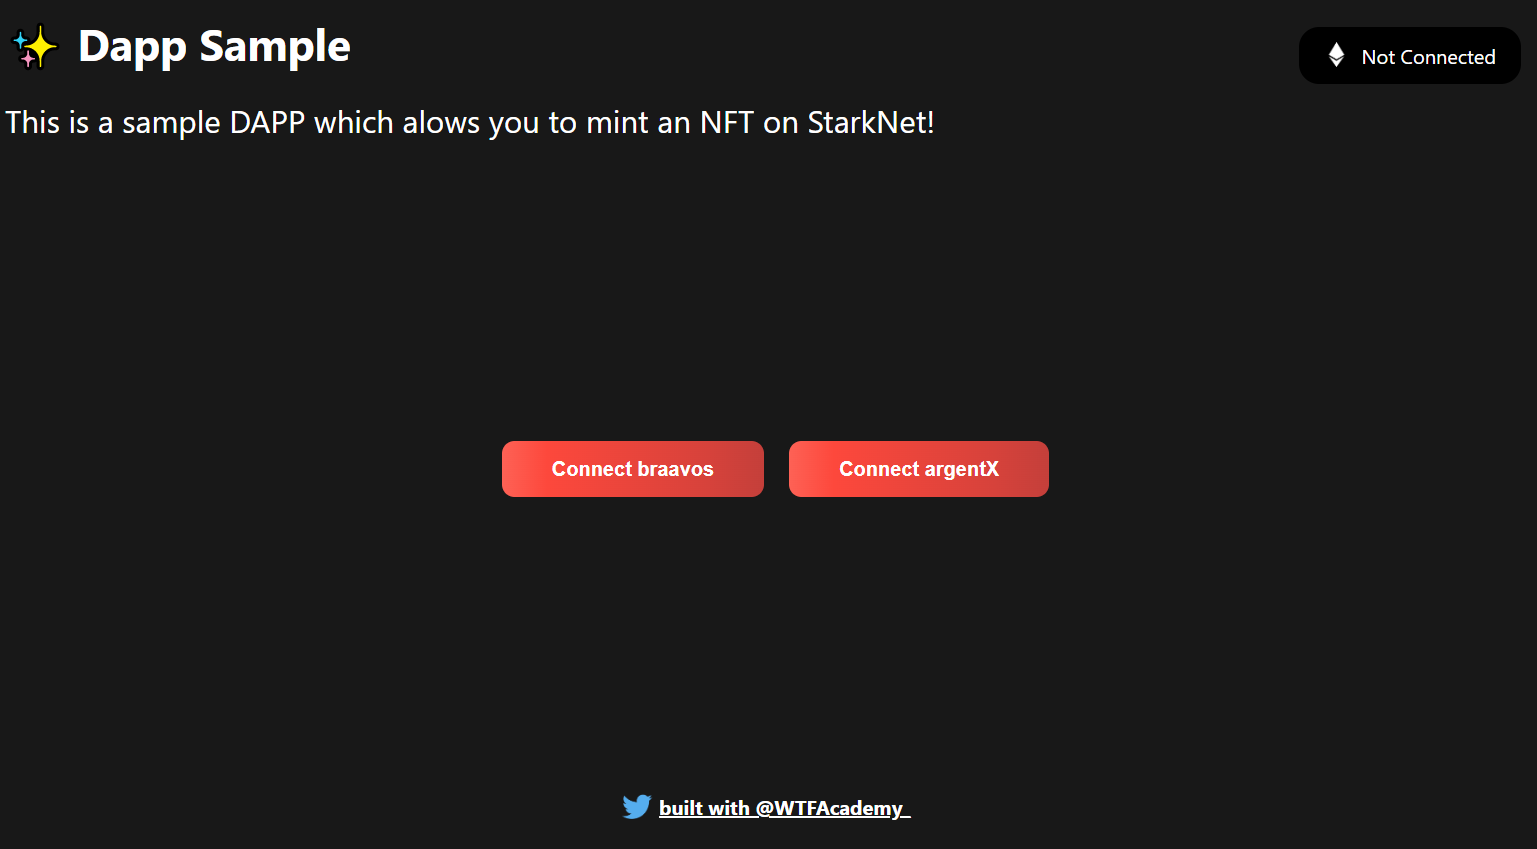 Dapp Sample
Not Connected
This is a sample DAPP which alows you to mint an NFT on StarkNet!
Connect braavos
Connect argentX
built with @WTFAcademy_